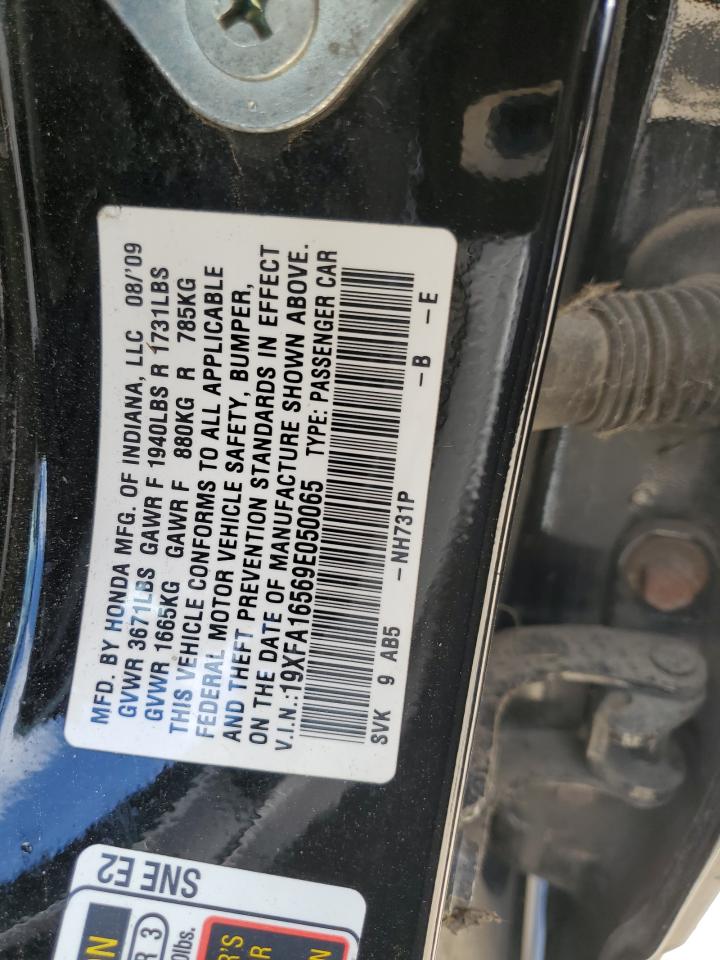 MFD. BY HONDA MFG. OF INDIANA, LLC 08/'09
GVWR 3671LBS GAWR F 1940LBS R 1731LBS
GVWR 1665KG GAWR F 880KG R 785KG
THIS VEHICLE CONFORMS TO ALL APPLICABLE
FEDERAL MOTOR VEHICLE SAFETY, BUMPER,
AND THEFT PREVENTION STANDARDS IN EFFECT
ON THE DATE OF MANUFACTURE SHOWN ABOVE.
V.I.N.:19XFA16569E050065 TYPE: PASSENGER CAR
SVK 9 AB5 -NH731P -B -E
SNE E2
R 3
0lbs.
R'S
R
N